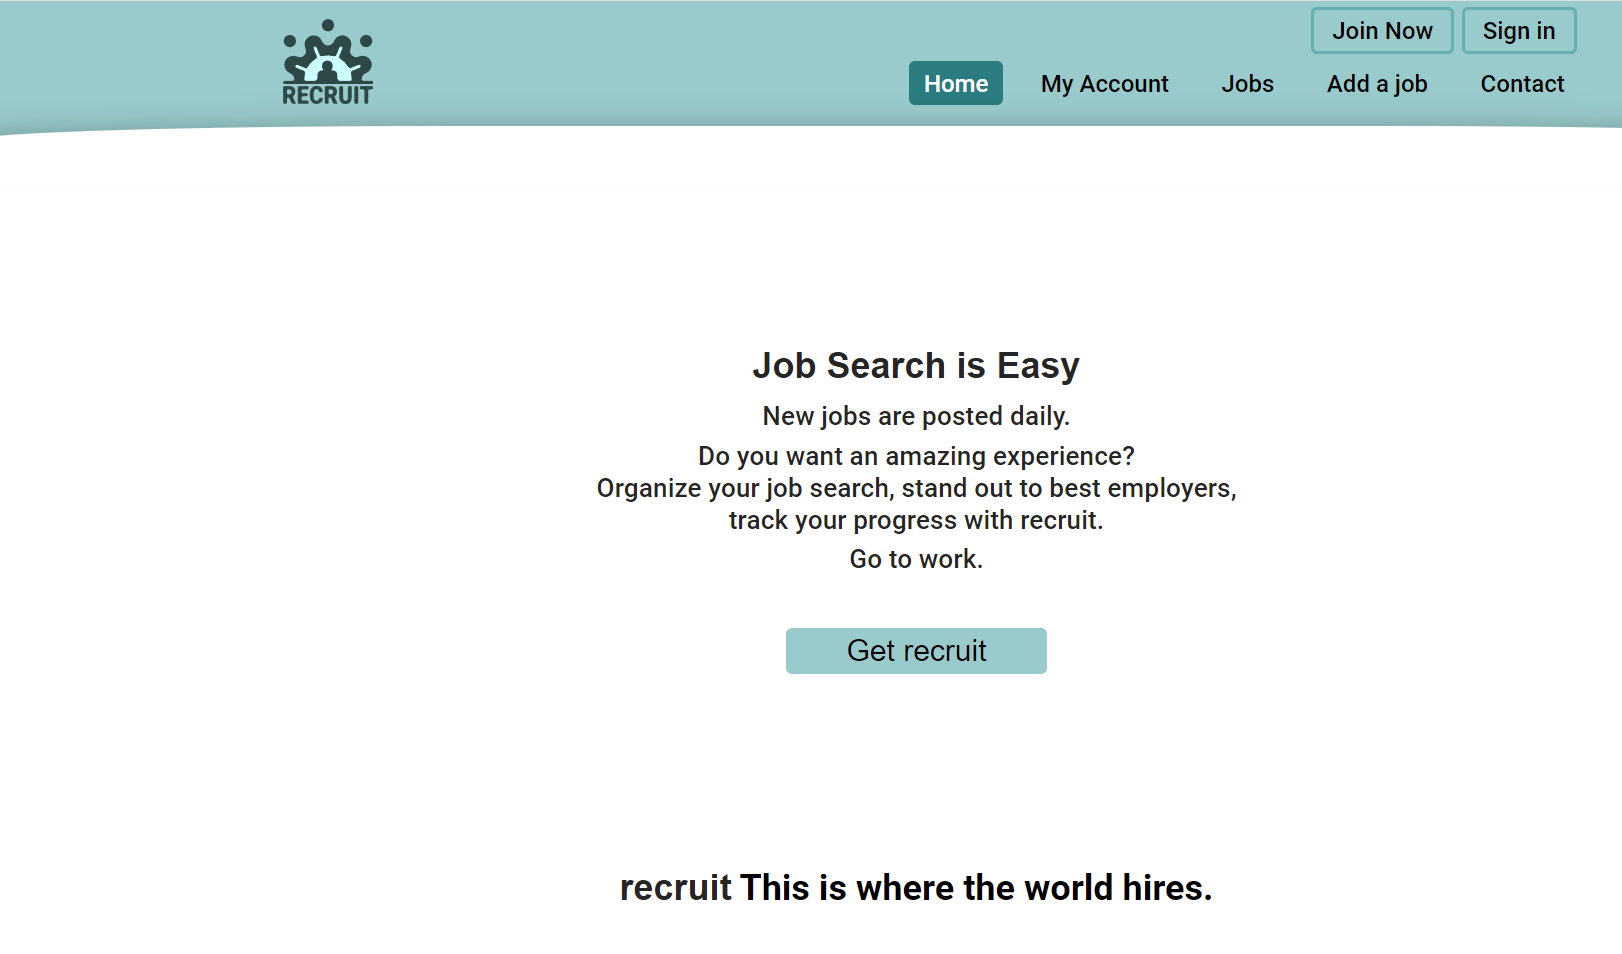 Join Now Sign in
RECRUIT
Home My Account Jobs Add a job Contact
Job Search is Easy
New jobs are posted daily.
Do you want an amazing experience?
Organize your job search, stand out to best employers,
track your progress with recruit.
Go to work.
Get recruit
recruit This is where the world hires.